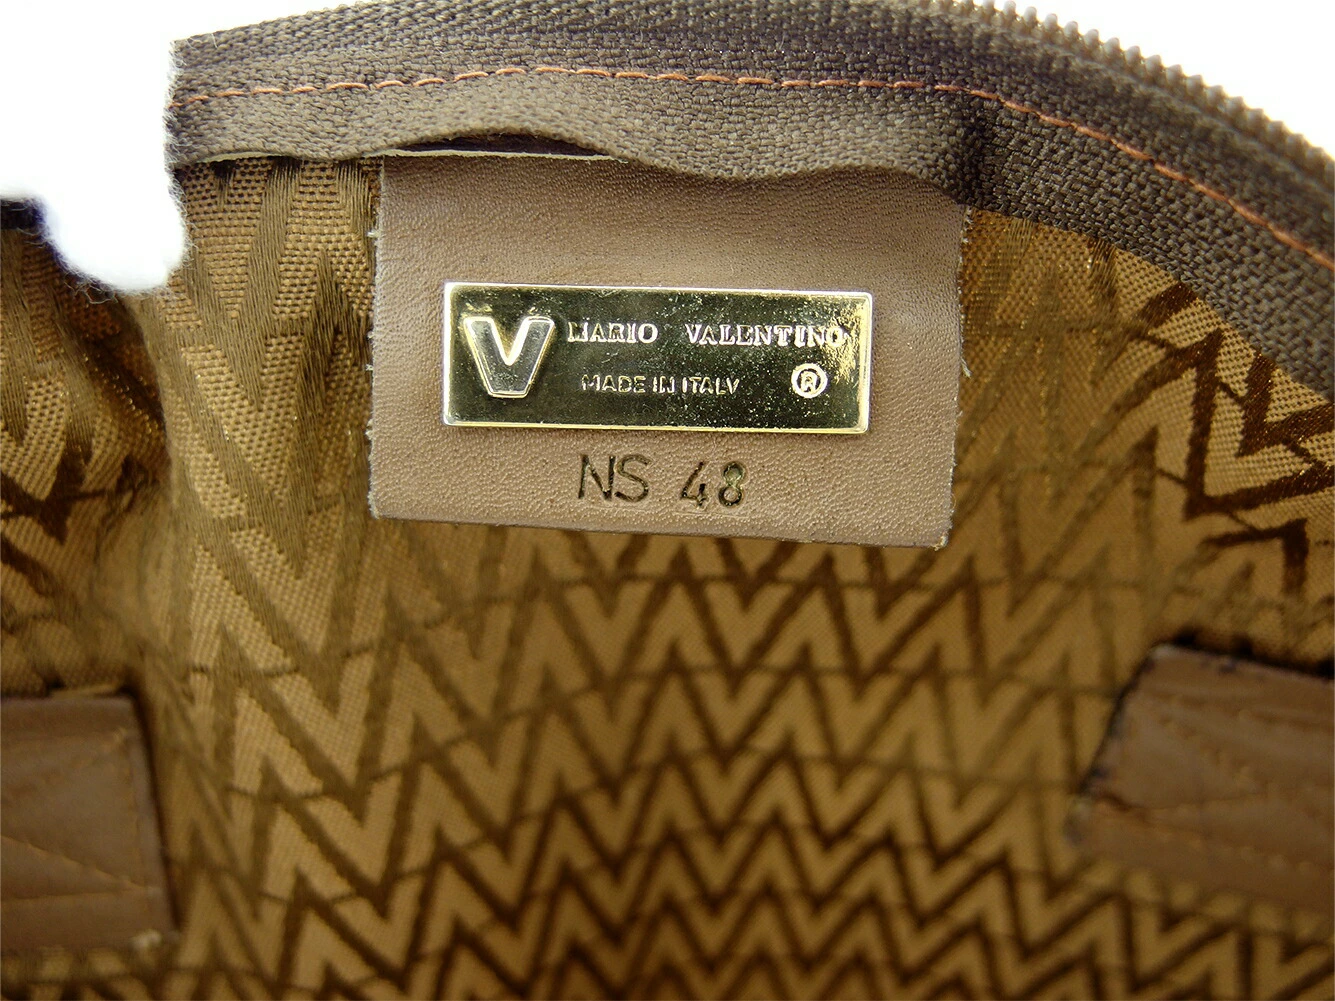 V MARIO VALENTINO
MADE IN ITALY ®
NS 48